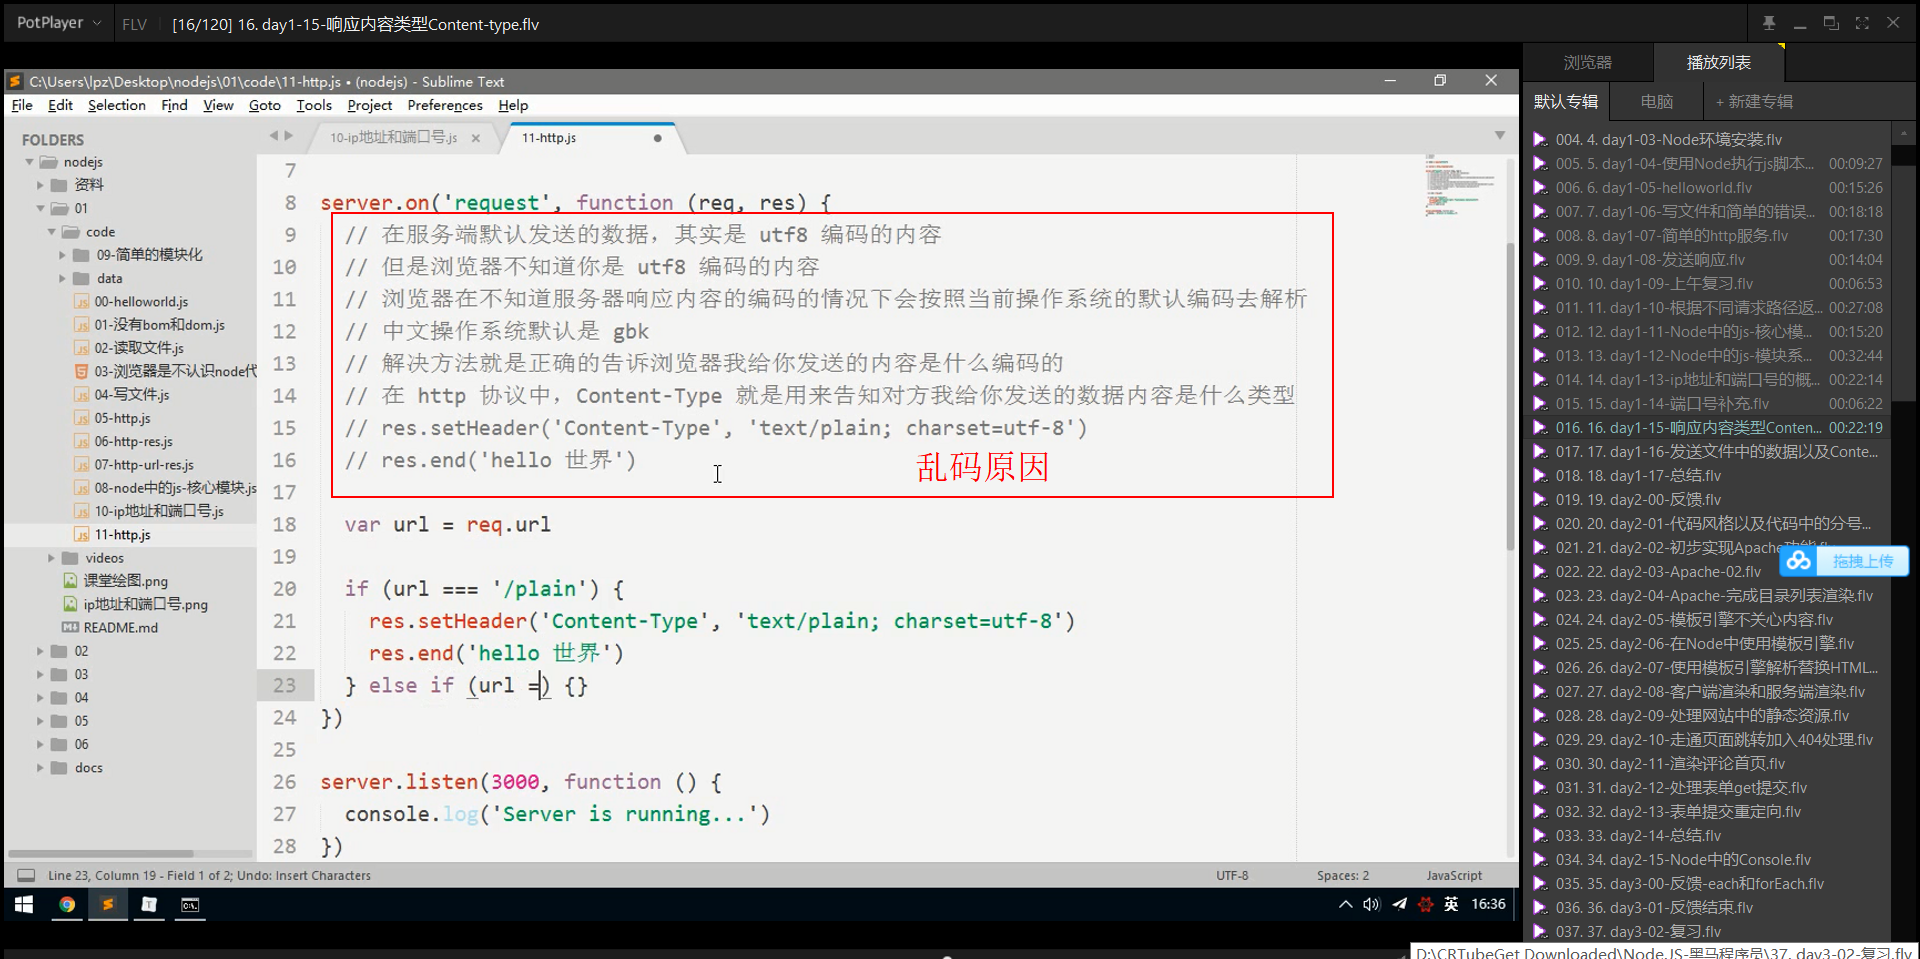 PotPlayer
FLV
[16/120] 16. day1-15-响应内容类型Content-type.flv
C:\Users\lpz\Desktop\nodejs\01\code\11-http.js • (nodejs) - Sublime Text
File Edit Selection Find View Goto Tools Project Preferences Help
FOLDERS
nodejs
资料
01
code
09-简单的模块化
data
00-helloworld.js
01-没有bom和dom.js
02-读取文件.js
03-浏览器是不认识node代
04-写文件.js
05-http.js
06-http-res.js
07-http-url-res.js
08-node中的js-核心模块.js
10-ip地址和端口号.js
11-http.js
videos
课堂绘图.png
ip地址和端口号.png
README.md
02
03
04
05
06
docs
10-ip地址和端口号.js
11-http.js
7
8 server.on('request', function (req, res) {
9 // 在服务端默认发送的数据，其实是 utf8 编码的内容
10 // 但是浏览器不知道你是 utf8 编码的内容
11 // 浏览器在不知道服务器响应内容的编码的情况下会按照当前操作系统的默认编码去解析
12 // 中文操作系统默认是 gbk
13 // 解决方法就是正确的告诉浏览器我给你发送的内容是什么编码的
14 // 在 http 协议中，Content-Type 就是用来告知对方我给你发送的数据内容是什么类型
15 // res.setHeader('Content-Type', 'text/plain; charset=utf-8')
16 // res.end('hello 世界')
乱码原因
17
18 var url = req.url
19
20 if (url === '/plain') {
21 res.setHeader('Content-Type', 'text/plain; charset=utf-8')
22 res.end('hello 世界')
23 } else if (url =) {}
24 })
25
26 server.listen(3000, function () {
27 console.log('Server is running...')
28 })
Line 23, Column 19 - Field 1 of 2; Undo: Insert Characters
UTF-8
Spaces: 2
JavaScript
英
16:36
浏览器
播放列表
默认专辑
电脑
+ 新建专辑
004. 4. day1-03-Node环境安装.flv
005. 5. day1-04-使用Node执行js脚本... 00:09:27
006. 6. day1-05-helloworld.flv 00:15:26
007. 7. day1-06-写文件和简单的错误... 00:18:18
008. 8. day1-07-简单的http服务.flv 00:17:30
009. 9. day1-08-发送响应.flv 00:14:04
010. 10. day1-09-上午复习.flv 00:06:53
011. 11. day1-10-根据不同请求路径返... 00:27:08
012. 12. day1-11-Node中的js-核心模... 00:15:20
013. 13. day1-12-Node中的js-模块系... 00:32:44
014. 14. day1-13-ip地址和端口号的概... 00:22:14
015. 15. day1-14-端口号补充.flv 00:06:22
016. 16. day1-15-响应内容类型Conten... 00:22:19
017. 17. day1-16-发送文件中的数据以及Conte...
018. 18. day1-17-总结.flv
019. 19. day2-00-反馈.flv
020. 20. day2-01-代码风格以及代码中的分号...
021. 21. day2-02-初步实现Apache功能.flv
拖拽上传
022. 22. day2-03-Apache-02.flv
023. 23. day2-04-Apache-完成目录列表渲染.flv
024. 24. day2-05-模板引擎不关心内容.flv
025. 25. day2-06-在Node中使用模板引擎.flv
026. 26. day2-07-使用模板引擎解析替换HTML...
027. 27. day2-08-客户端渲染和服务端渲染.flv
028. 28. day2-09-处理网站中的静态资源.flv
029. 29. day2-10-走通页面跳转加入404处理.flv
030. 30. day2-11-渲染评论首页.flv
031. 31. day2-12-处理表单get提交.flv
032. 32. day2-13-表单提交重定向.flv
033. 33. day2-14-总结.flv
034. 34. day2-15-Node中的Console.flv
035. 35. day3-00-反馈-each和forEach.flv
036. 36. day3-01-反馈结束.flv
037. 37. day3-02-复习.flv
D:\CRTubeGet Downloaded\Node.JS-黑马程序员\37. day3-02-复习.flv